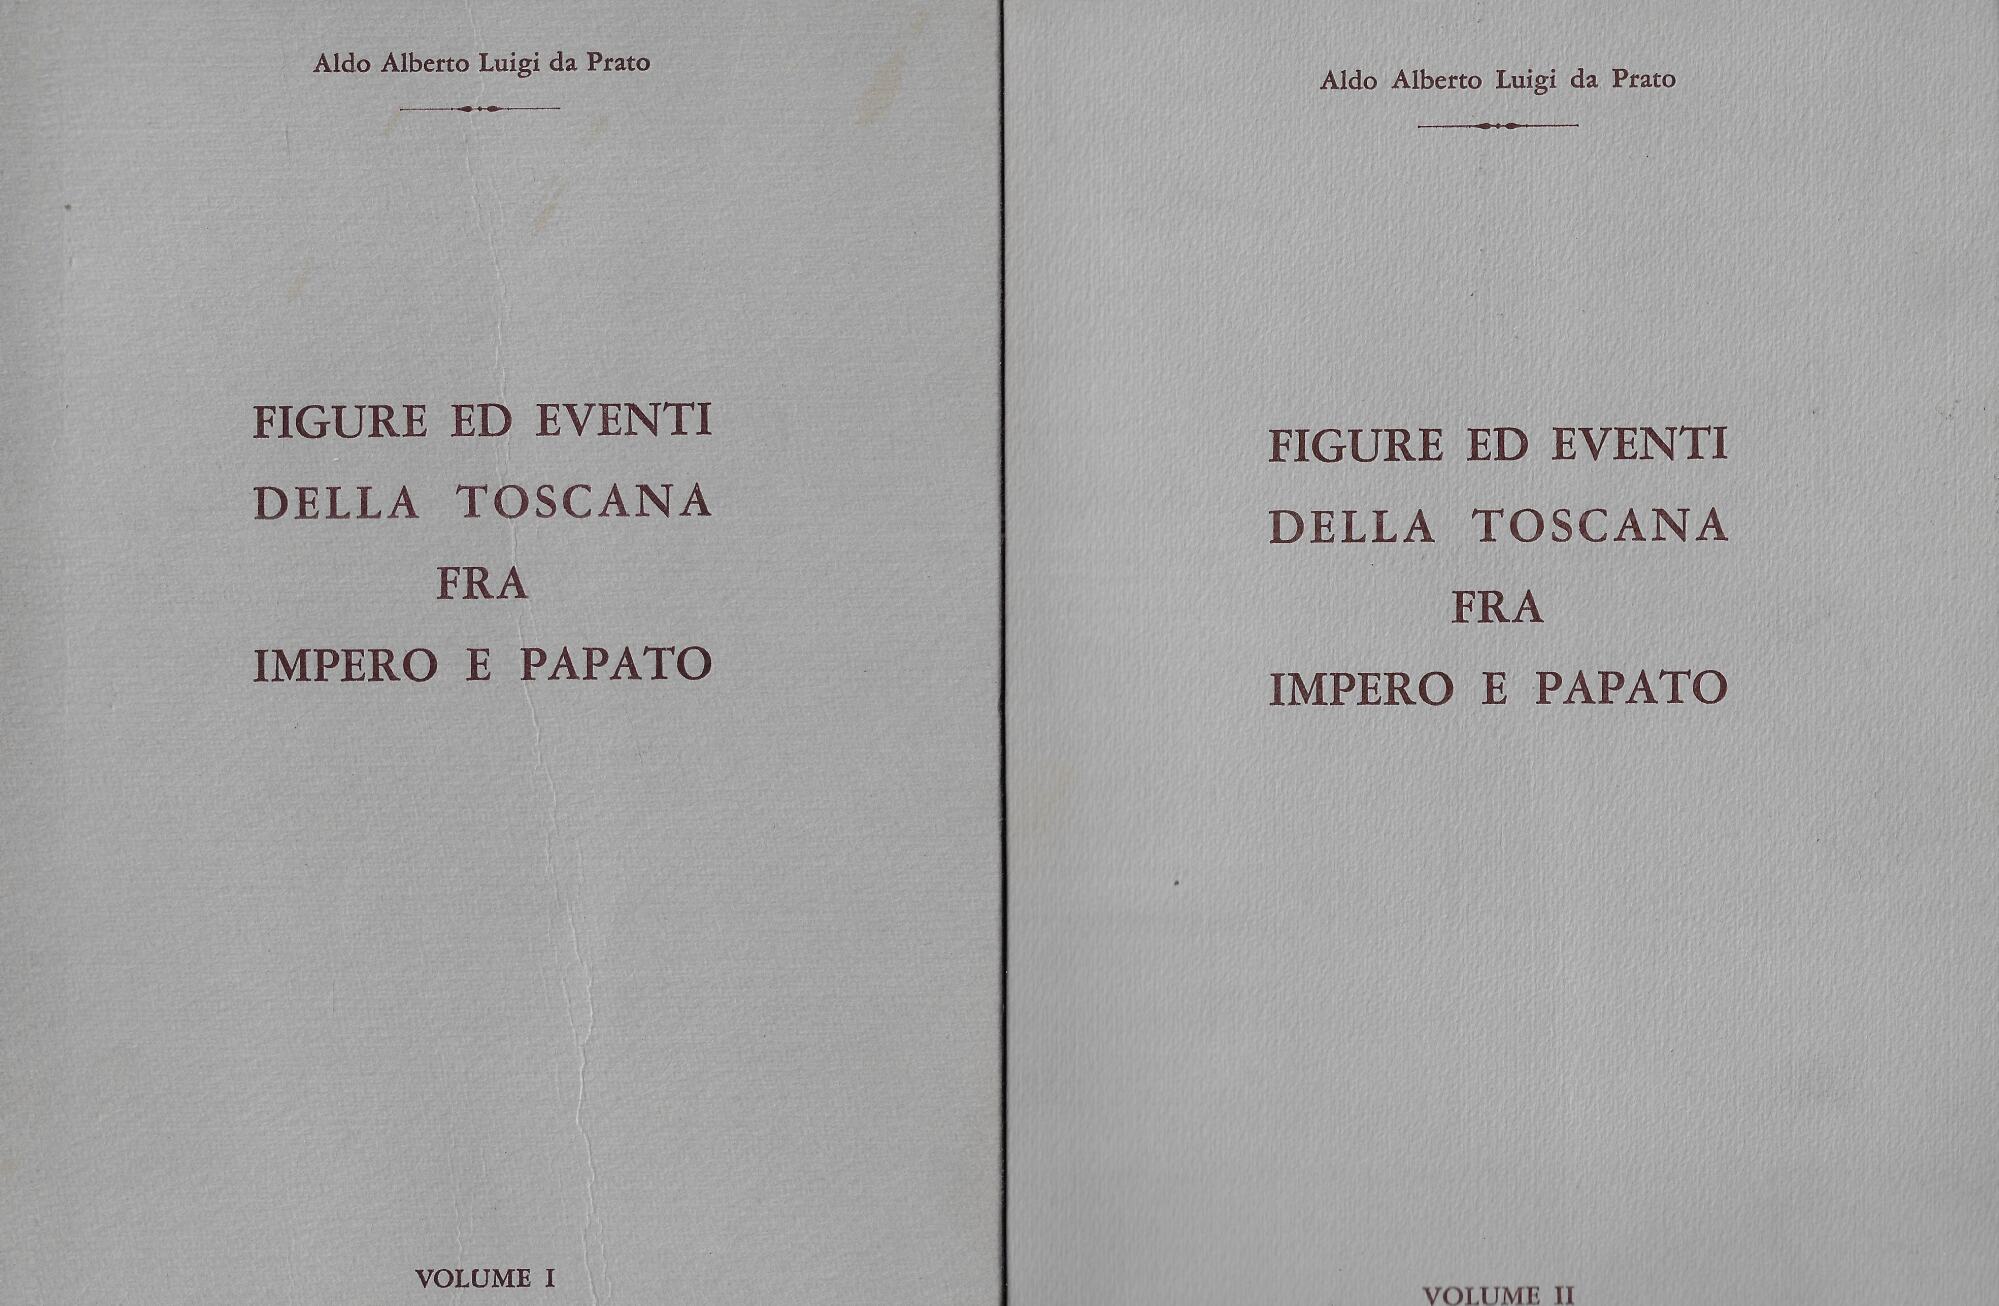 Aldo Alberto Luigi da Prato
FIGURE ED EVENTI
DELLA TOSCANA
FRA
IMPERO E PAPATO
VOLUME I
Aldo Alberto Luigi da Prato
FIGURE ED EVENTI
DELLA TOSCANA
FRA
IMPERO E PAPATO
VOLUME II